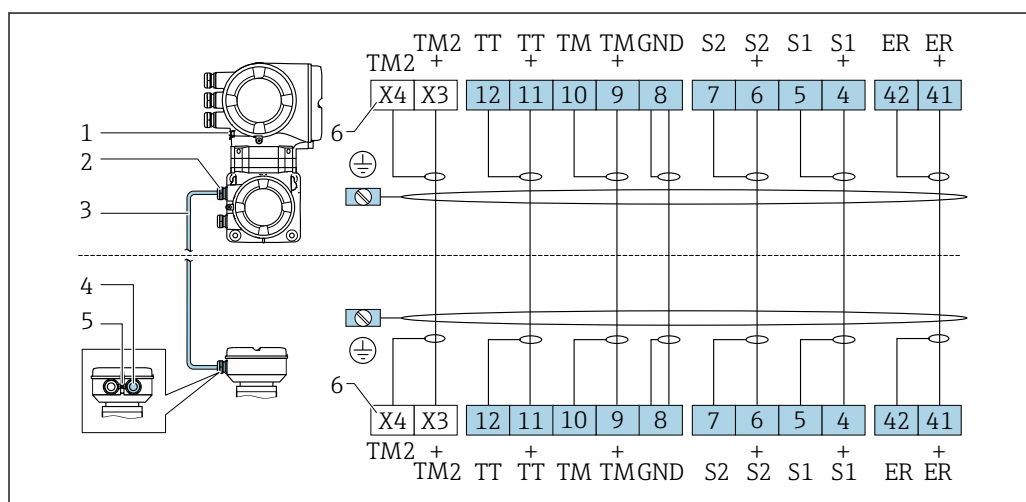 TM2 TT TT TM TM GND S2 S2 S1 S1 ER ER
TM2 + + + + + +
X4 X3 12 11 10 9 8 7 6 5 4 42 41
6
1
2
3
4
5
6
X4 X3 12 11 10 9 8 7 6 5 4 42 41
TM2 + + + + + +
TM2 TT TT TM TM GND S2 S2 S1 S1 ER ER